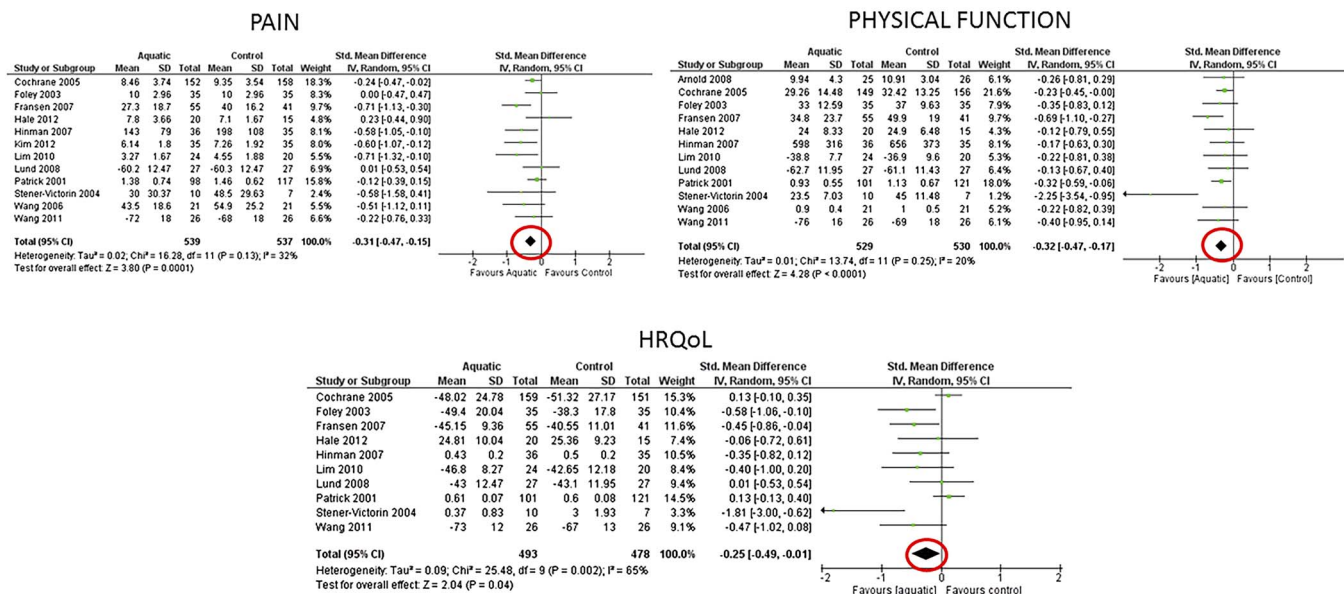 PAIN
Aquatic Control Std. Mean Difference Std. Mean Difference
Study or Subgroup Mean SD Total Mean SD Total Weight IV, Random, 95% CI IV, Random, 95% CI
Cochrane 2005 8.46 3.74 152 9.35 3.54 158 18.3% -0.24 [-0.47, -0.02]
Foley 2003 10 2.96 35 10 2.96 35 8.3% 0.00 [-0.47, 0.47]
Fransen 2007 27.3 18.7 55 40 16.2 41 9.7% -0.71 [-1.13, -0.30]
Hale 2012 7.8 3.66 20 7.1 1.67 15 4.8% 0.23 [-0.44, 0.90]
Hinman 2007 143 79 36 198 108 35 8.1% -0.58 [-1.05, -0.10]
Kim 2012 6.14 1.8 35 7.26 1.92 35 8.0% -0.60 [-1.07, -0.12]
Lim 2010 3.27 1.67 24 4.55 1.88 20 5.4% -0.71 [-1.32, -0.10]
Lund 2008 -60.2 12.47 27 -60.3 12.47 27 6.8% 0.01 [-0.53, 0.54]
Patrick 2001 1.38 0.74 98 1.46 0.62 117 15.9% -0.12 [-0.39, 0.15]
Stener-Victorin 2004 30 30.37 10 48.5 29.63 7 2.4% -0.58 [-1.58, 0.41]
Wang 2006 43.5 18.6 21 54.9 25.2 21 5.5% -0.51 [-1.12, 0.11]
Wang 2011 -72 18 26 -68 18 26 6.6% -0.22 [-0.76, 0.33]
Total (95% CI) 539 537 100.0% -0.31 [-0.47, -0.15]
Heterogeneity: Tau² = 0.02; Chi² = 16.28, df = 11 (P = 0.13); I² = 32%
Test for overall effect: Z = 3.80 (P = 0.0001)
-2 -1 0 1 2
Favours Aquatic Favours Control
PHYSICAL FUNCTION
Aquatic Control Std. Mean Difference Std. Mean Difference
Study or Subgroup Mean SD Total Mean SD Total Weight IV, Random, 95% CI IV, Random, 95% CI
Arnold 2008 9.94 4.3 25 10.91 3.04 26 6.1% -0.26 [-0.81, 0.29]
Cochrane 2005 29.26 14.48 149 32.42 13.25 156 22.5% -0.23 [-0.45, -0.00]
Foley 2003 33 12.59 35 37 9.63 35 7.9% -0.35 [-0.83, 0.12]
Fransen 2007 34.8 23.7 55 49.9 19 41 9.7% -0.69 [-1.10, -0.27]
Hale 2012 24 8.33 20 24.9 6.48 15 4.3% -0.12 [-0.79, 0.55]
Hinman 2007 598 316 36 656 373 35 8.1% -0.17 [-0.63, 0.30]
Lim 2010 -38.8 7.7 24 -36.9 9.6 20 5.3% -0.22 [-0.81, 0.38]
Lund 2008 -62.7 11.95 27 -61.1 11.43 27 6.4% -0.13 [-0.67, 0.40]
Patrick 2001 0.93 0.55 101 1.13 0.67 121 18.0% -0.32 [-0.59, -0.06]
Stener-Victorin 2004 23.5 7.03 10 45 11.48 7 1.3% -2.25 [-3.54, -0.95]
Wang 2006 0.9 0.4 21 1 0.5 21 5.1% -0.22 [-0.82, 0.39]
Wang 2011 -76 16 26 -69 18 26 6.1% -0.40 [-0.95, 0.14]
Total (95% CI) 529 530 100.0% -0.32 [-0.47, -0.17]
Heterogeneity: Tau² = 0.01; Chi² = 13.74, df = 11 (P = 0.25); I² = 20%
Test for overall effect: Z = 4.28 (P < 0.0001)
-2 -1 0 1 2
Favours [Aquatic] Favours [Control]
HRQoL
Aquatic Control Std. Mean Difference Std. Mean Difference
Study or Subgroup Mean SD Total Mean SD Total Weight IV, Random, 95% CI IV, Random, 95% CI
Cochrane 2005 -48.02 24.78 159 -51.32 27.17 151 15.3% 0.13 [-0.10, 0.35]
Foley 2003 -49.4 20.04 35 -38.3 17.8 35 10.4% -0.58 [-1.06, -0.10]
Fransen 2007 -45.15 9.36 55 -40.55 11.01 41 11.6% -0.45 [-0.86, -0.04]
Hale 2012 24.81 10.04 20 25.36 9.23 15 7.4% -0.06 [-0.72, 0.61]
Hinman 2007 0.43 0.2 36 0.5 0.2 35 10.5% -0.35 [-0.82, 0.12]
Lim 2010 -46.8 8.27 24 -42.65 12.18 20 8.4% -0.40 [-1.00, 0.20]
Lund 2008 -43 12.47 27 -43.1 11.95 27 9.4% 0.01 [-0.53, 0.54]
Patrick 2001 0.61 0.07 101 0.6 0.08 121 14.5% 0.13 [-0.13, 0.40]
Stener-Victorin 2004 0.37 0.83 10 3 1.93 7 3.3% -1.81 [-3.00, -0.62]
Wang 2011 -73 12 26 -67 13 26 9.1% -0.47 [-1.02, 0.08]
Total (95% CI) 493 478 100.0% -0.25 [-0.49, -0.01]
Heterogeneity: Tau² = 0.09; Chi² = 25.48, df = 9 (P = 0.002); I² = 65%
Test for overall effect: Z = 2.04 (P = 0.04)
-2 -1 0 1 2
Favours [aquatic] Favours control